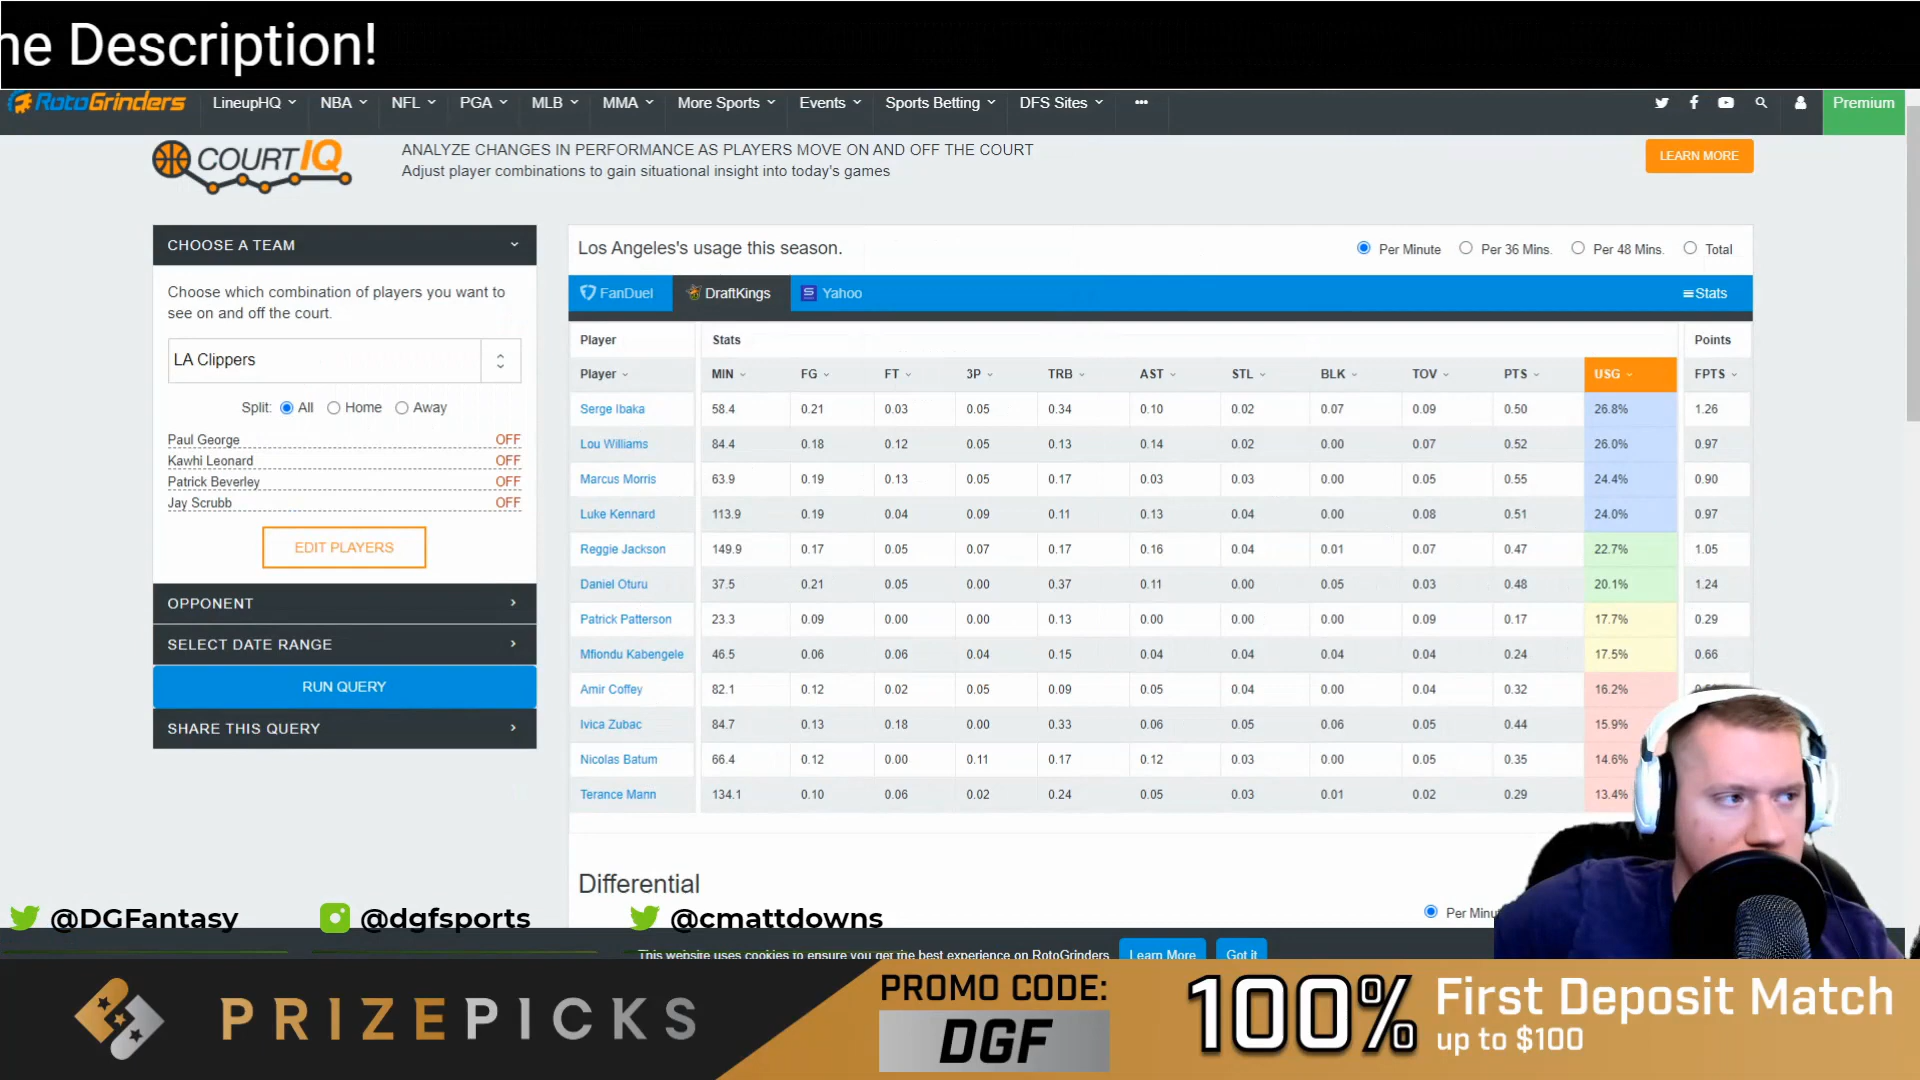 ne Description!
RotoGrinders LineupHQ NBA NFL PGA MLB MMA More Sports Events Sports Betting DFS Sites ••• Premium
COURTIQ
ANALYZE CHANGES IN PERFORMANCE AS PLAYERS MOVE ON AND OFF THE COURT
Adjust player combinations to gain situational insight into today's games
LEARN MORE
CHOOSE A TEAM
Choose which combination of players you want to
see on and off the court.
LA Clippers
Split: All Home Away
Paul George OFF
Kawhi Leonard OFF
Patrick Beverley OFF
Jay Scrubb OFF
EDIT PLAYERS
OPPONENT
SELECT DATE RANGE
RUN QUERY
SHARE THIS QUERY
Los Angeles's usage this season.
Per Minute Per 36 Mins. Per 48 Mins. Total
FanDuel DraftKings Yahoo Stats
Player Stats Points
Player MIN FG FT 3P TRB AST STL BLK TOV PTS USG FPTS
Serge Ibaka 58.4 0.21 0.03 0.05 0.34 0.10 0.02 0.07 0.09 0.50 26.8% 1.26
Lou Williams 84.4 0.18 0.12 0.05 0.13 0.14 0.02 0.00 0.07 0.52 26.0% 0.97
Marcus Morris 63.9 0.19 0.13 0.05 0.17 0.03 0.03 0.00 0.05 0.55 24.4% 0.90
Luke Kennard 113.9 0.19 0.04 0.09 0.11 0.13 0.04 0.00 0.08 0.51 24.0% 0.97
Reggie Jackson 149.9 0.17 0.05 0.07 0.17 0.16 0.04 0.01 0.07 0.47 22.7% 1.05
Daniel Oturu 37.5 0.21 0.05 0.00 0.37 0.11 0.00 0.05 0.03 0.48 20.1% 1.24
Patrick Patterson 23.3 0.09 0.00 0.00 0.13 0.00 0.00 0.00 0.09 0.17 17.7% 0.29
Mfiondu Kabengele 46.5 0.06 0.06 0.04 0.15 0.04 0.04 0.04 0.04 0.24 17.5% 0.66
Amir Coffey 82.1 0.12 0.02 0.05 0.09 0.05 0.04 0.00 0.04 0.32 16.2%
Ivica Zubac 84.7 0.13 0.18 0.00 0.33 0.06 0.05 0.06 0.05 0.44 15.9%
Nicolas Batum 66.4 0.12 0.00 0.11 0.17 0.12 0.03 0.00 0.05 0.35 14.6%
Terance Mann 134.1 0.10 0.06 0.02 0.24 0.05 0.03 0.01 0.02 0.29 13.4%
Differential
Per Minu
@DGFantasy @dgfsports @cmattdowns
This website uses cookies to ensure you get the best experience on RotoGrinders Learn More Got it
PRIZEPICKS
PROMO CODE:
DGF
100% First Deposit Match
up to $100